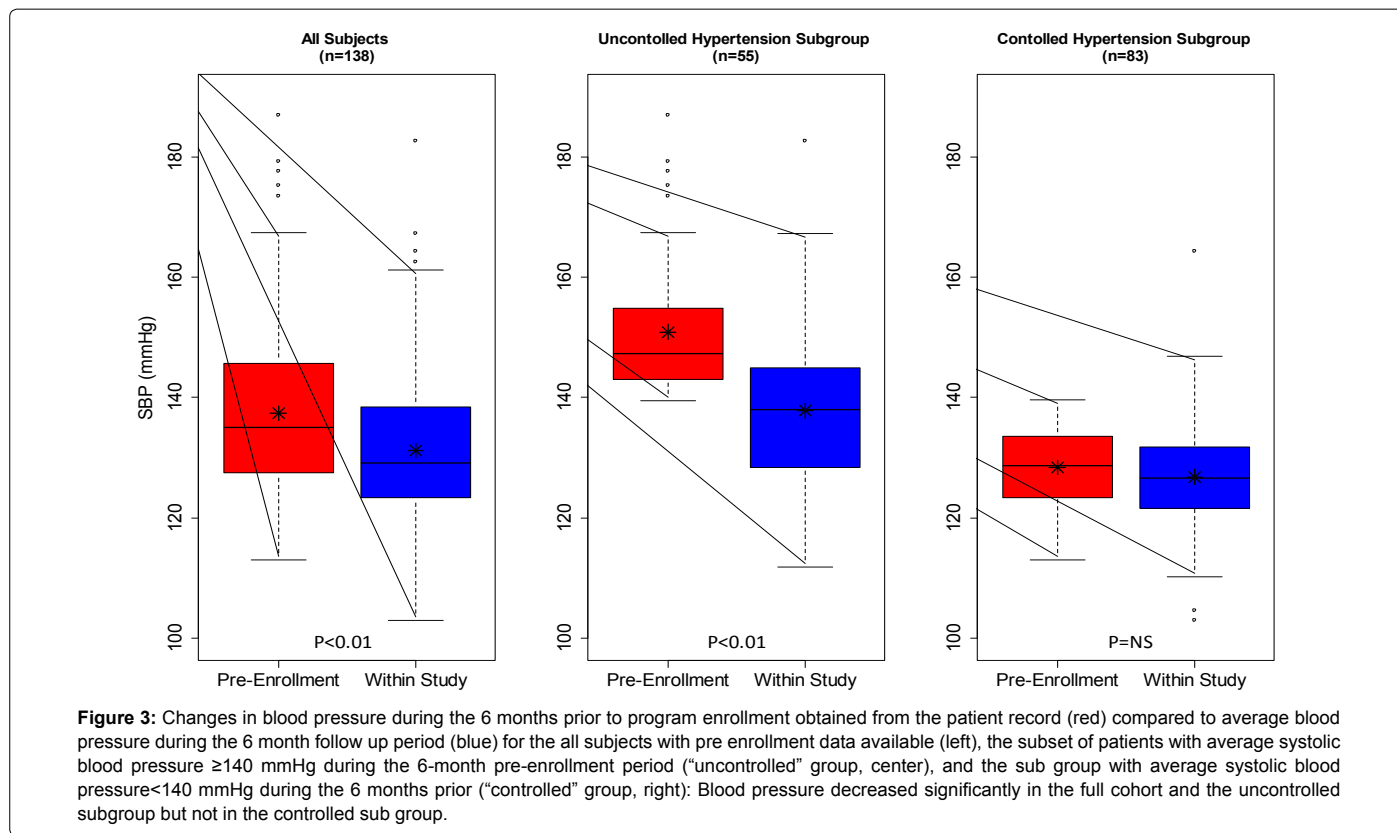 All Subjects
(n=138)
Uncontolled Hypertension Subgroup
(n=55)
Contolled Hypertension Subgroup
(n=83)
SBP (mmHg)
180
160
140
120
100
P<0.01
Pre-Enrollment Within Study
180
160
140
120
100
P<0.01
Pre-Enrollment Within Study
180
160
140
120
100
P=NS
Pre-Enrollment Within Study
Figure 3: Changes in blood pressure during the 6 months prior to program enrollment obtained from the patient record (red) compared to average blood
pressure during the 6 month follow up period (blue) for the all subjects with pre enrollment data available (left), the subset of patients with average systolic
blood pressure ≥140 mmHg during the 6-month pre-enrollment period (“uncontrolled” group, center), and the sub group with average systolic blood
pressure<140 mmHg during the 6 months prior (“controlled” group, right): Blood pressure decreased significantly in the full cohort and the uncontrolled
subgroup but not in the controlled sub group.